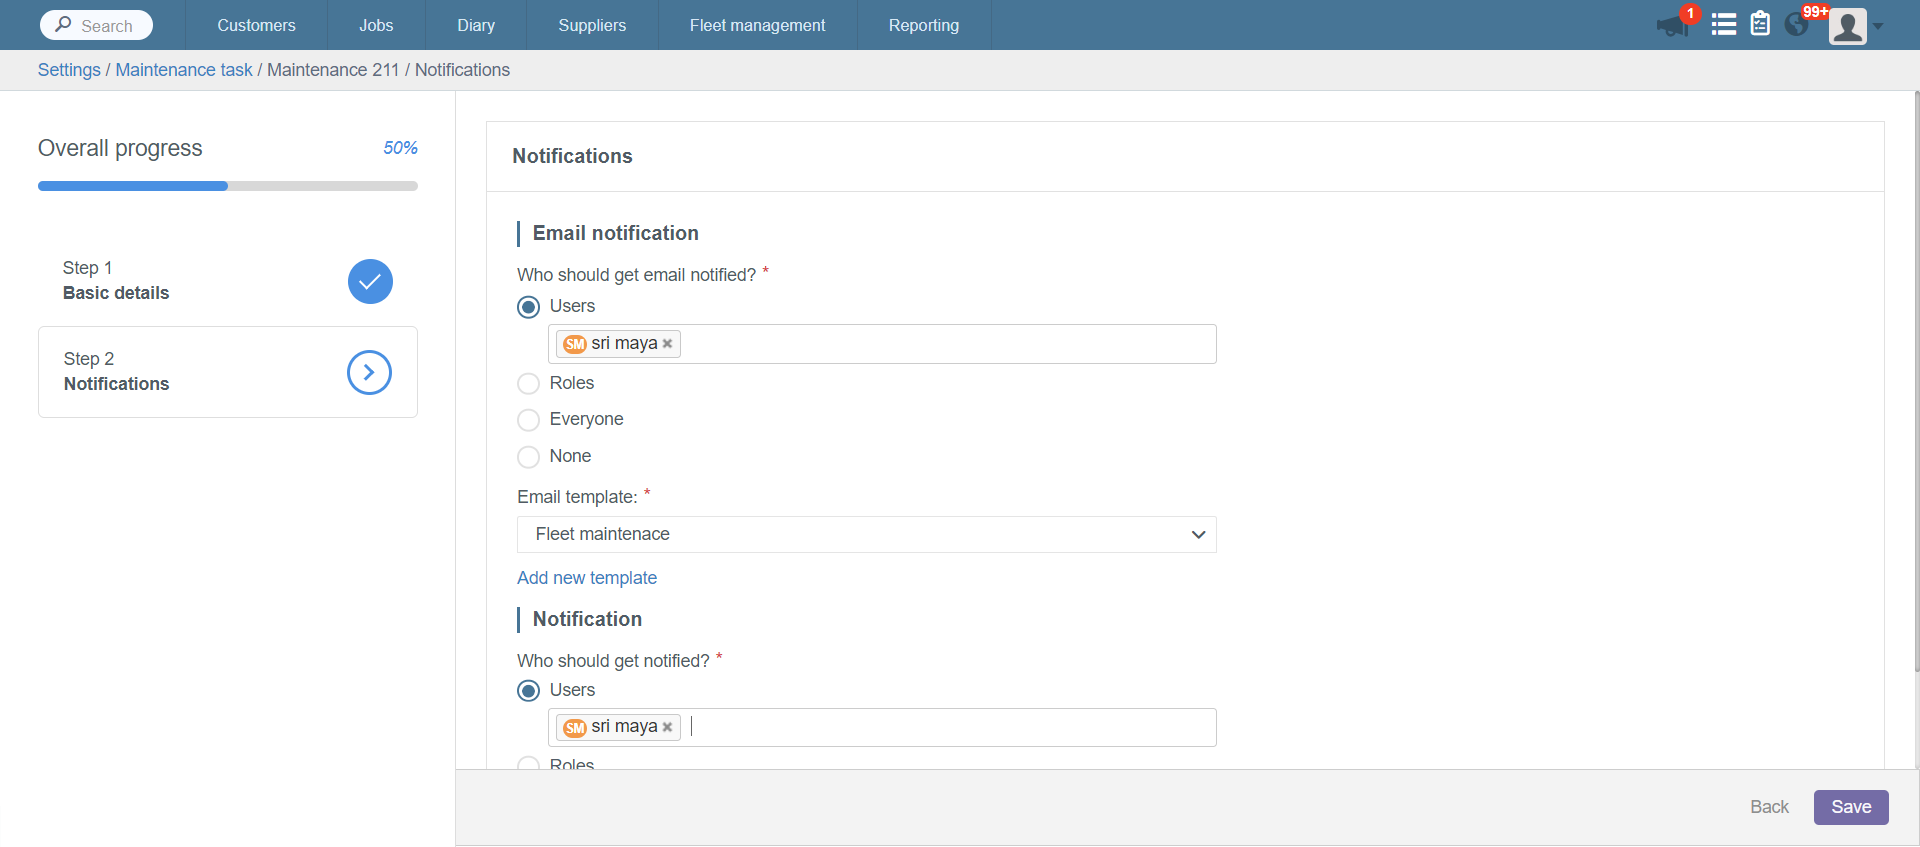 Search
Customers
Jobs
Diary
Suppliers
Fleet management
Reporting
1
99+
Settings / Maintenance task / Maintenance 211 / Notifications
Overall progress
50%
Step 1
Basic details
Step 2
Notifications
Notifications
Email notification
Who should get email notified? *
Users
SM sri maya ×
Roles
Everyone
None
Email template: *
Fleet maintenace
Add new template
Notification
Who should get notified? *
Users
SM sri maya ×
Roles
Back
Save